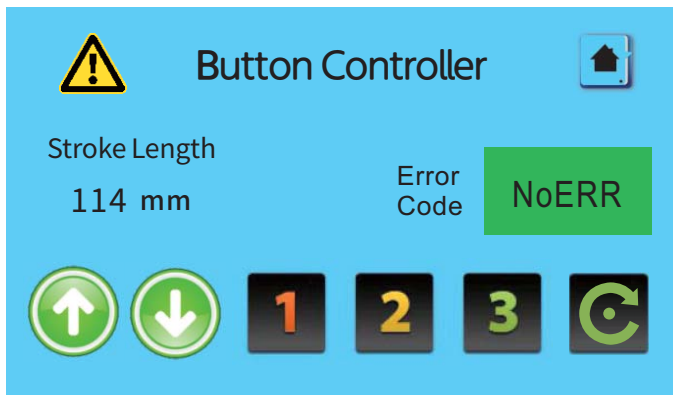 Button Controller
Stroke Length
114 mm
Error
Code
NoERR
1 2 3